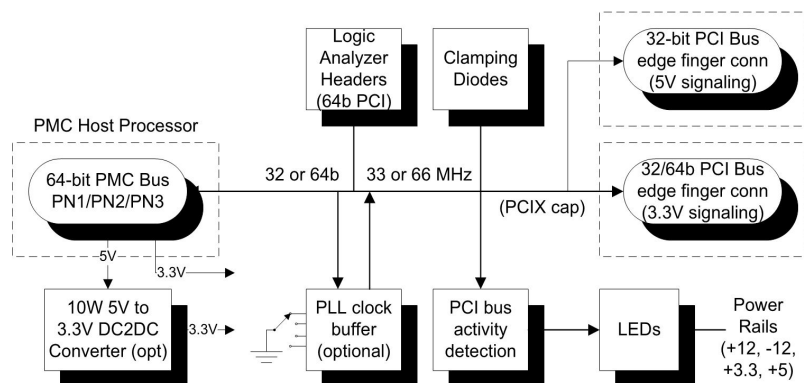 Logic
Analyzer
Headers
(64b PCI)
Clamping
Diodes
32-bit PCI Bus
edge finger conn
(5V signaling)
PMC Host Processor
64-bit PMC Bus
PN1/PN2/PN3
32 or 64b
33 or 66 MHz
(PCIX cap)
32/64b PCI Bus
edge finger conn
(3.3V signaling)
5V
3.3V
10W 5V to
3.3V DC2DC
Converter (opt)
3.3V
PLL clock
buffer
(optional)
PCI bus
activity
detection
LEDs
Power
Rails
(+12, -12,
+3.3, +5)